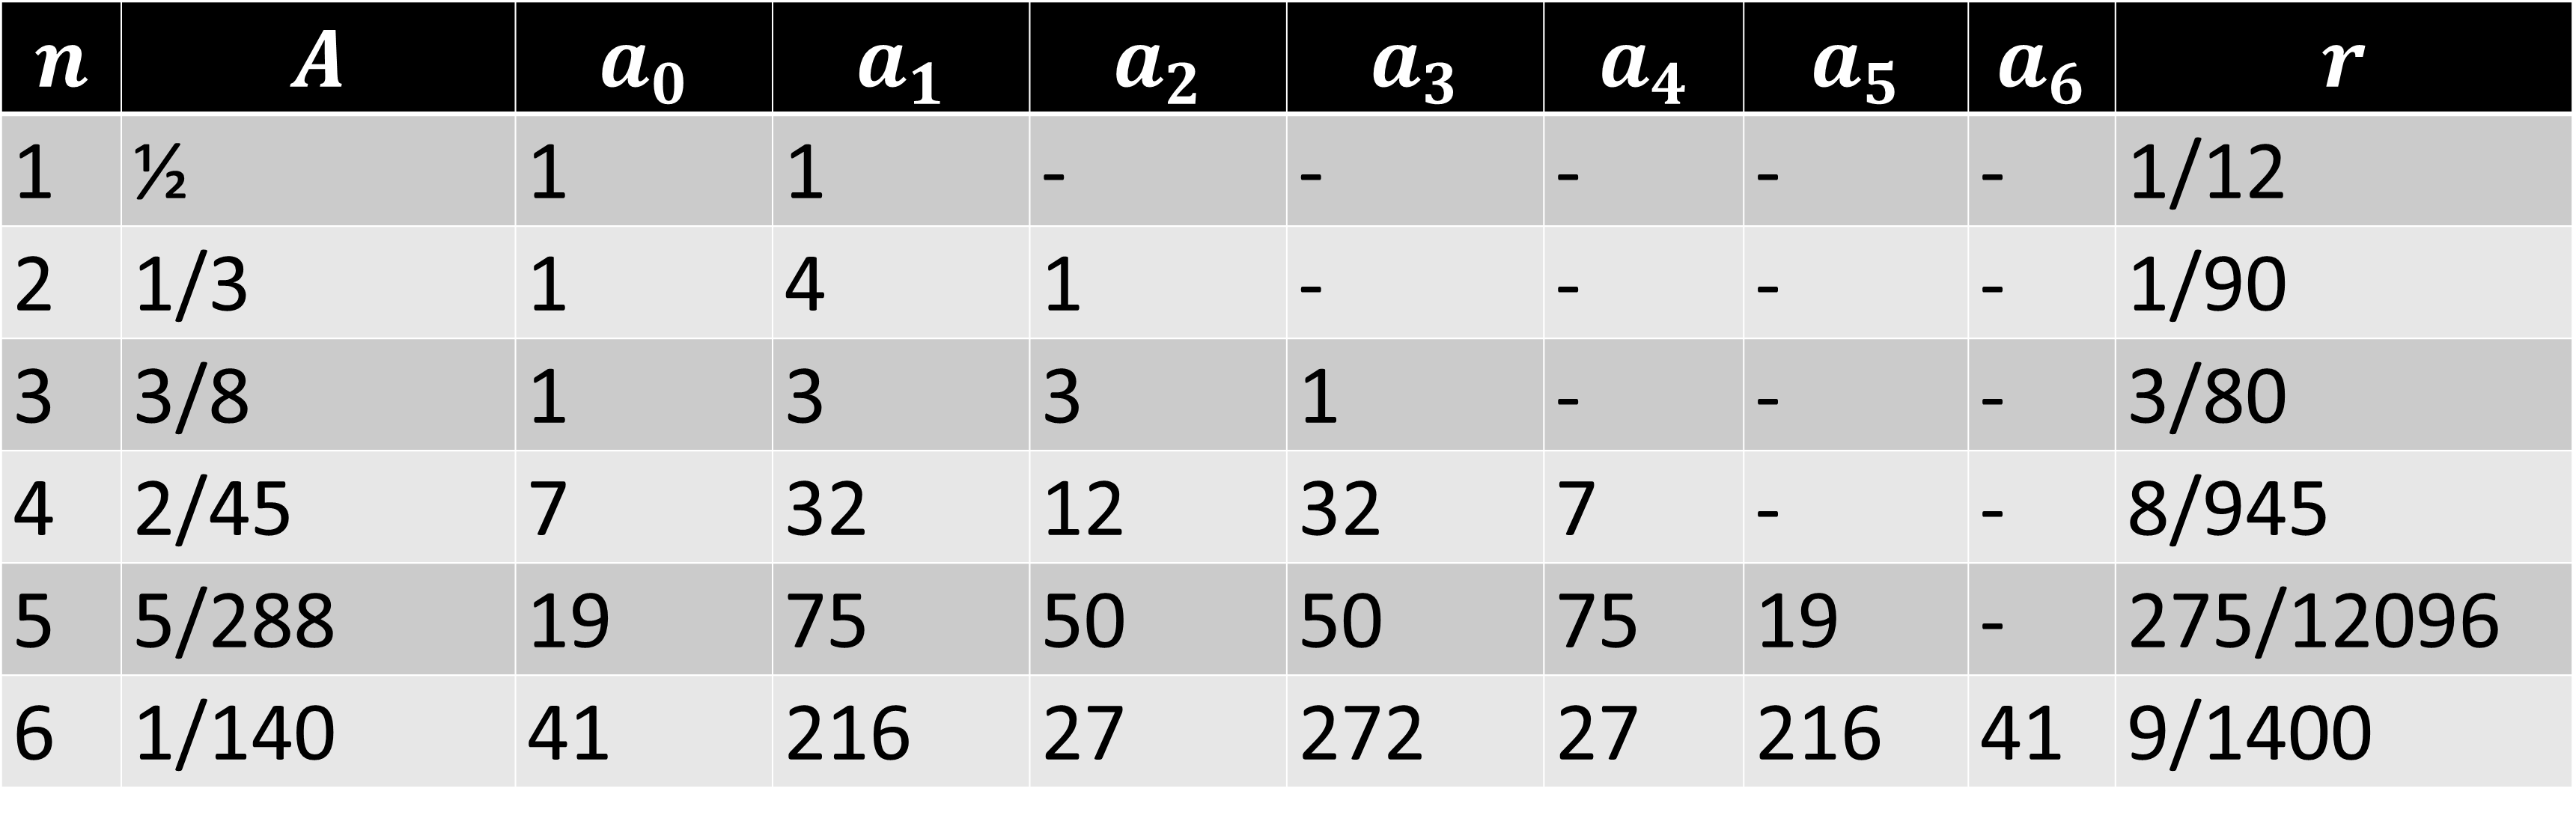 n A a₀ a₁ a₂ a₃ a₄ a₅ a₆ r
1 ½ 1 1 - - - - - 1/12
2 1/3 1 4 1 - - - - 1/90
3 3/8 1 3 3 1 - - - 3/80
4 2/45 7 32 12 32 7 - - 8/945
5 5/288 19 75 50 50 75 19 - 275/12096
6 1/140 41 216 27 272 27 216 41 9/1400